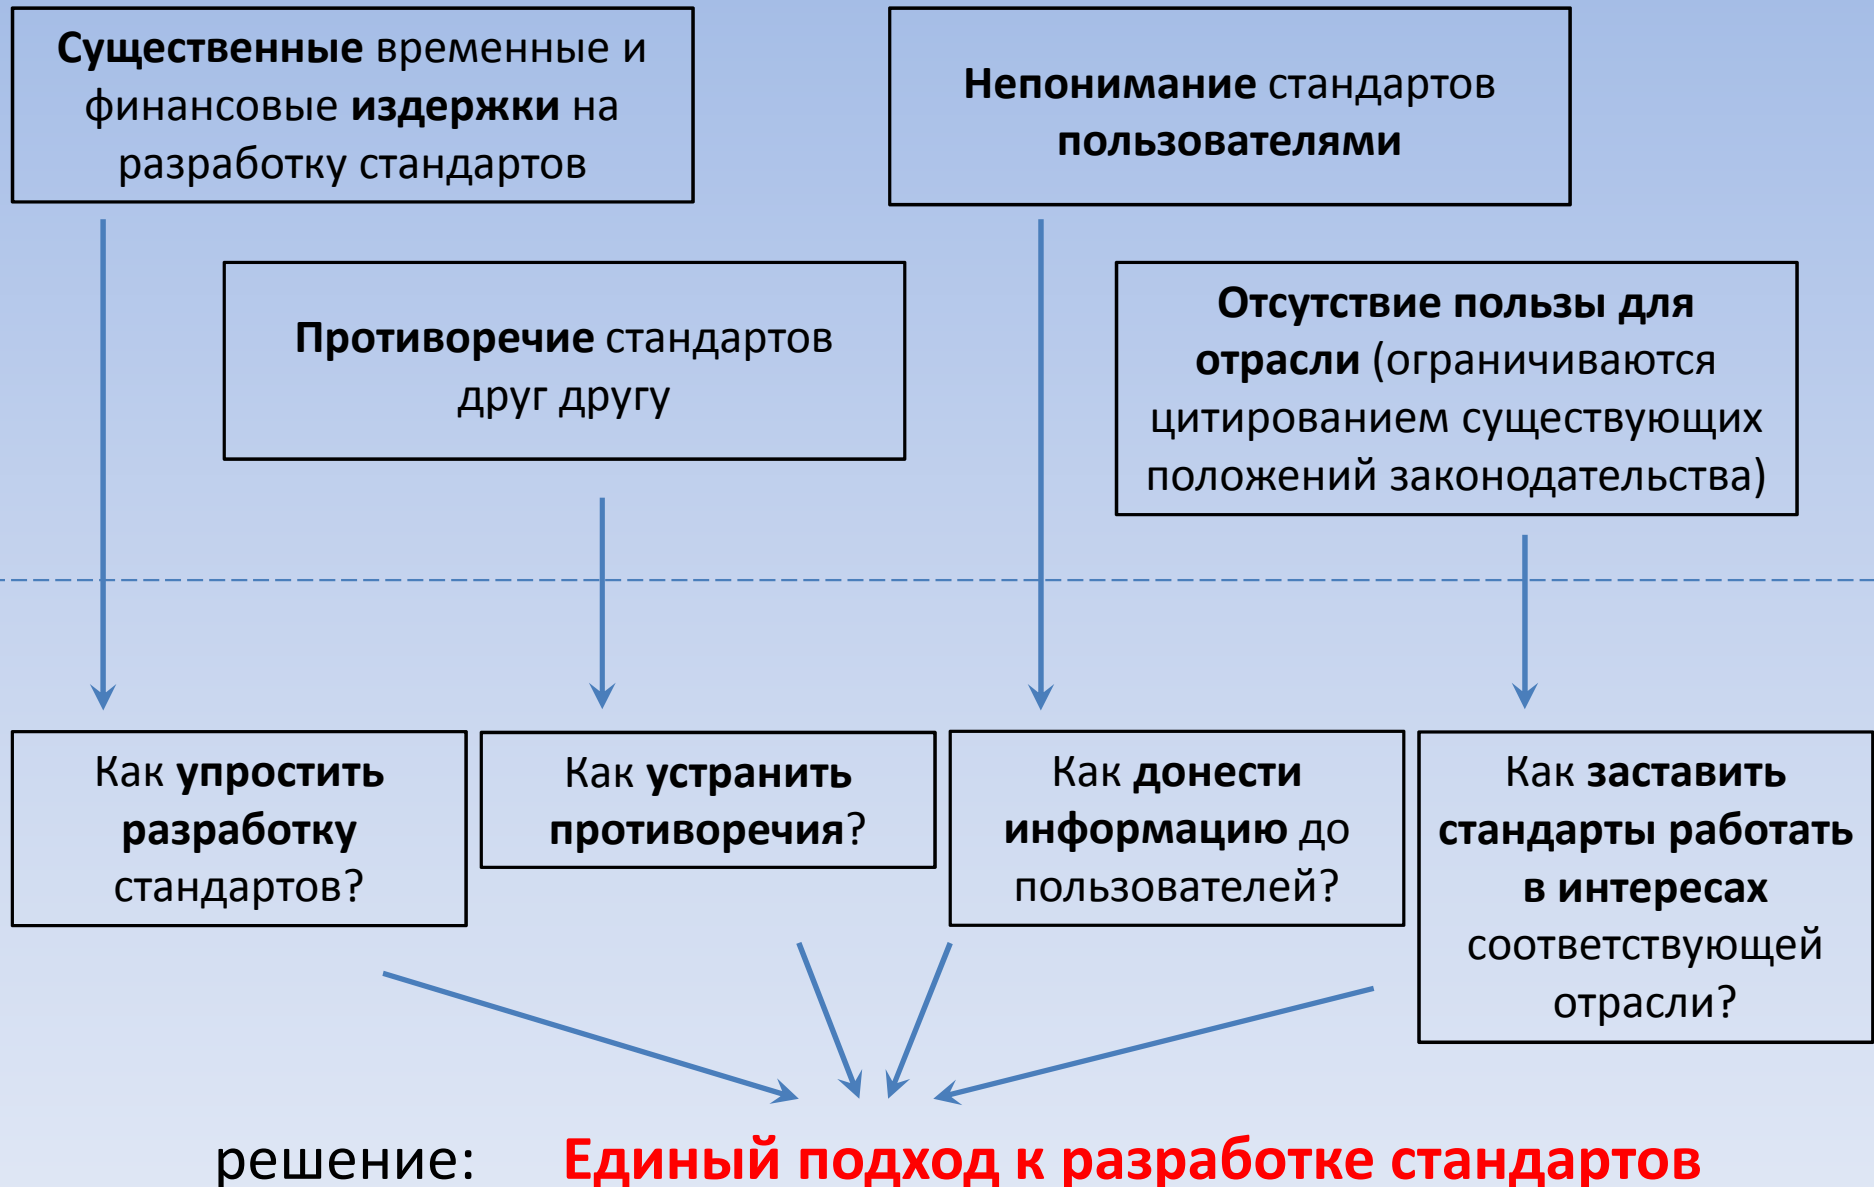 Существенные временные и
финансовые издержки на
разработку стандартов
Непонимание стандартов
пользователями
Противоречие стандартов
друг другу
Отсутствие пользы для
отрасли (ограничиваются
цитированием существующих
положений законодательства)
Как упростить
разработку
стандартов?
Как устранить
противоречия?
Как донести
информацию до
пользователей?
Как заставить
стандарты работать
в интересах
соответствующей
отрасли?
решение: Единый подход к разработке стандартов